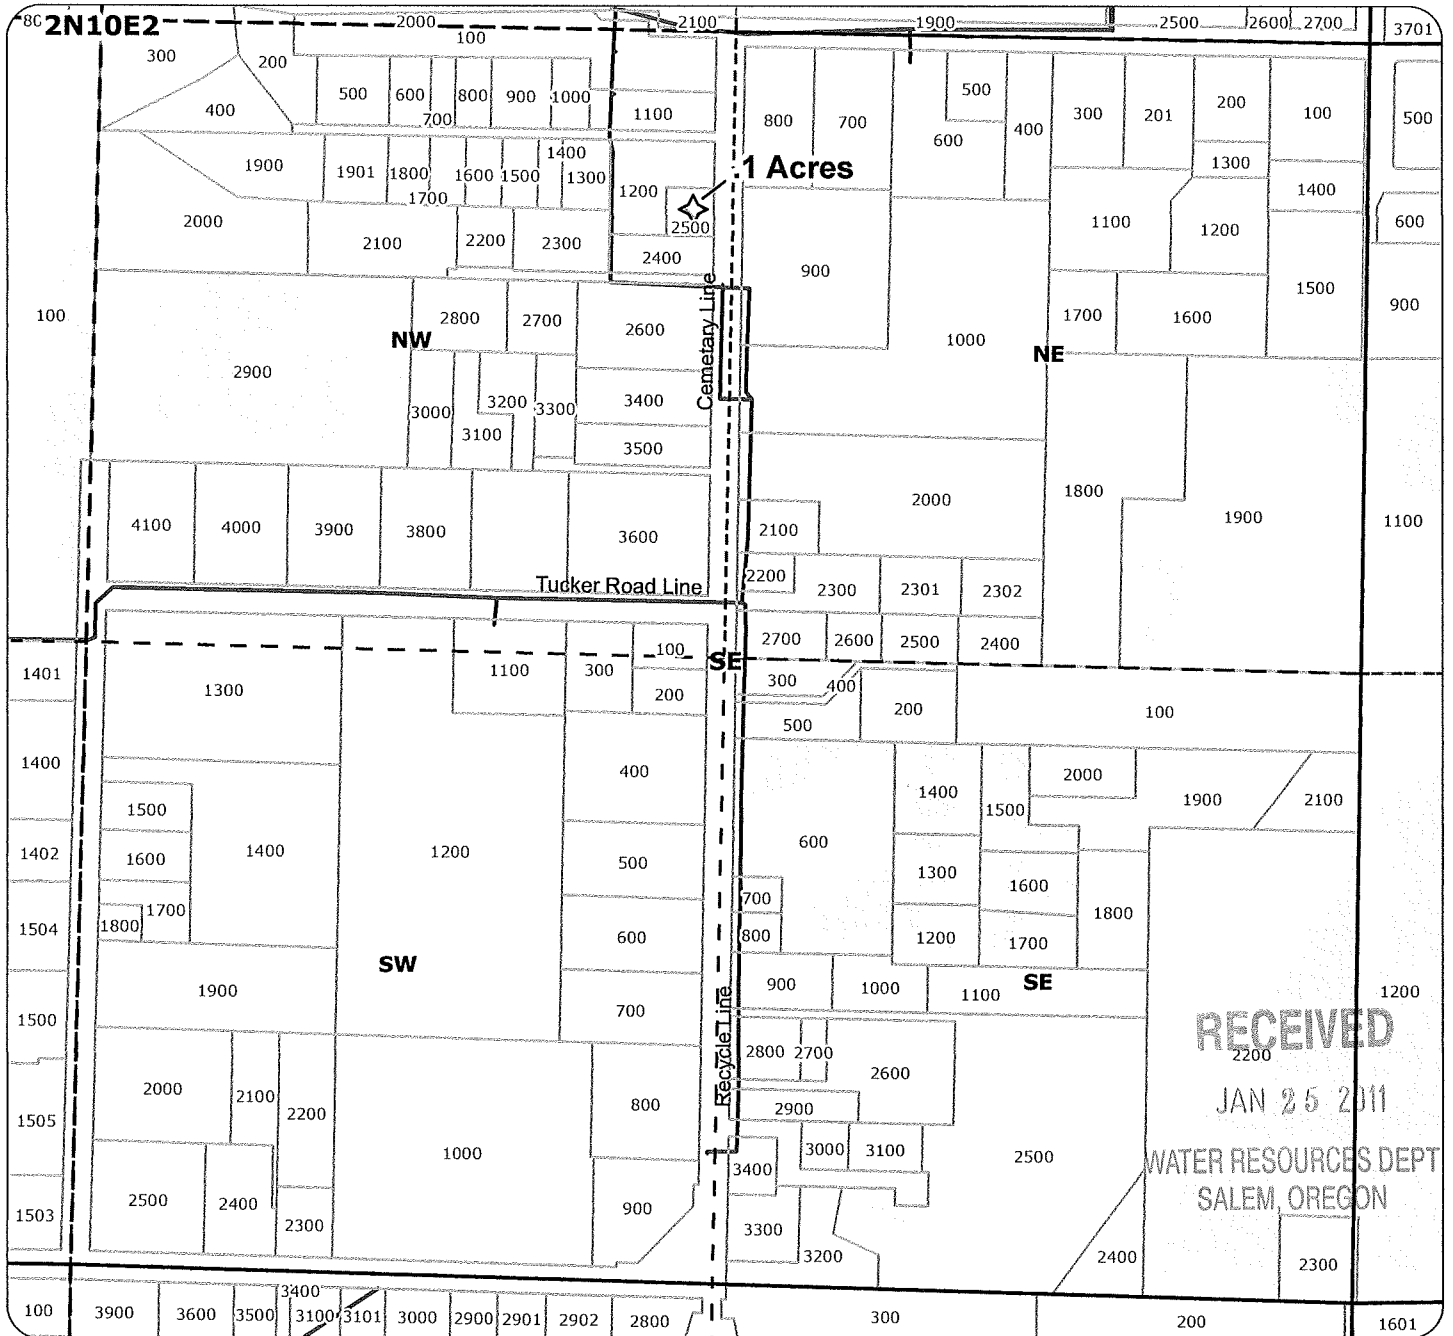 8C 2N10E2 2000 2100 1900 2500 2600 2700 3701
300 200 100
500 600 700 800 900 1000 1100
400
800 700 500 600 400 300 201 200 100 500
1300 1400 600
.1 Acres
1900 1901 1800 1700 1600 1500 1400 1300 1200
2500
2000 2100 2200 2300 2400
900 1000 1100 1200 1500 900
100
NW 2800 2700 2600
Cemetary Line
NE 1700 1600
2900
3000 3200 3300 3400
3100 3500
2000 1800 1900 1100
2100
4100 4000 3900 3800 3600
Tucker Road Line
2200 2300 2301 2302
2700 2600 2500 2400
SE
1401 1300 1100 300 100
200
300 400 200 100
500
1400 400
1500
1400 1500 2000 1900 2100
600
1402 1600 1400 1200 500
1300 1600
700
1504 1800 1700 600
800 1200 1700 1800
SW
1900 700
900 1000 1100 SE 1200
1500
Recycle Line
RECEIVED
2200
2800 2700 2600
JAN 25 2011
2000 2100 2200 800
2900
1505 1000
3000 3100 2500
WATER RESOURCES DEPT
3400
SALEM, OREGON
1503 2500 2400 2300 900
3300 3200 2400 2300
3400
100 3900 3600 3500 3100 3101 3000 2900 2901 2902 2800 300 200 1601